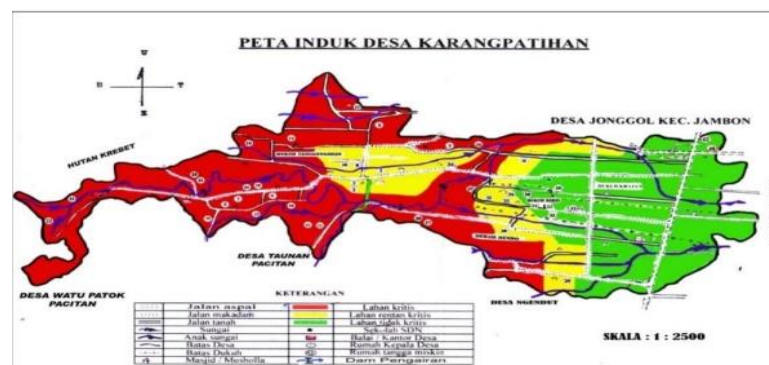 PETA INDUK DESA KARANGPATIHAN
U
B T
S
DESA JONGGOL KEC. JAMBON
HUTAN KREBET
DESA TAUNAN
PACITAN
DESA WATU PATOK
PACITAN
DESA NGENDUT
KETERANGAN
Jalan aspal Lahan kritis
Jalan makadam Lahan rentan kritis
Jalan tanah Lahan tidak kritis
Sungai Sekolah SDN
Anak sungai Balai / Kantor Desa
Batas Desa Rumah Kepala Desa
Batas Dukuh Rumah tangga miskin
Masjid / Musholla Dam Pengairan
SKALA : 1 : 2500